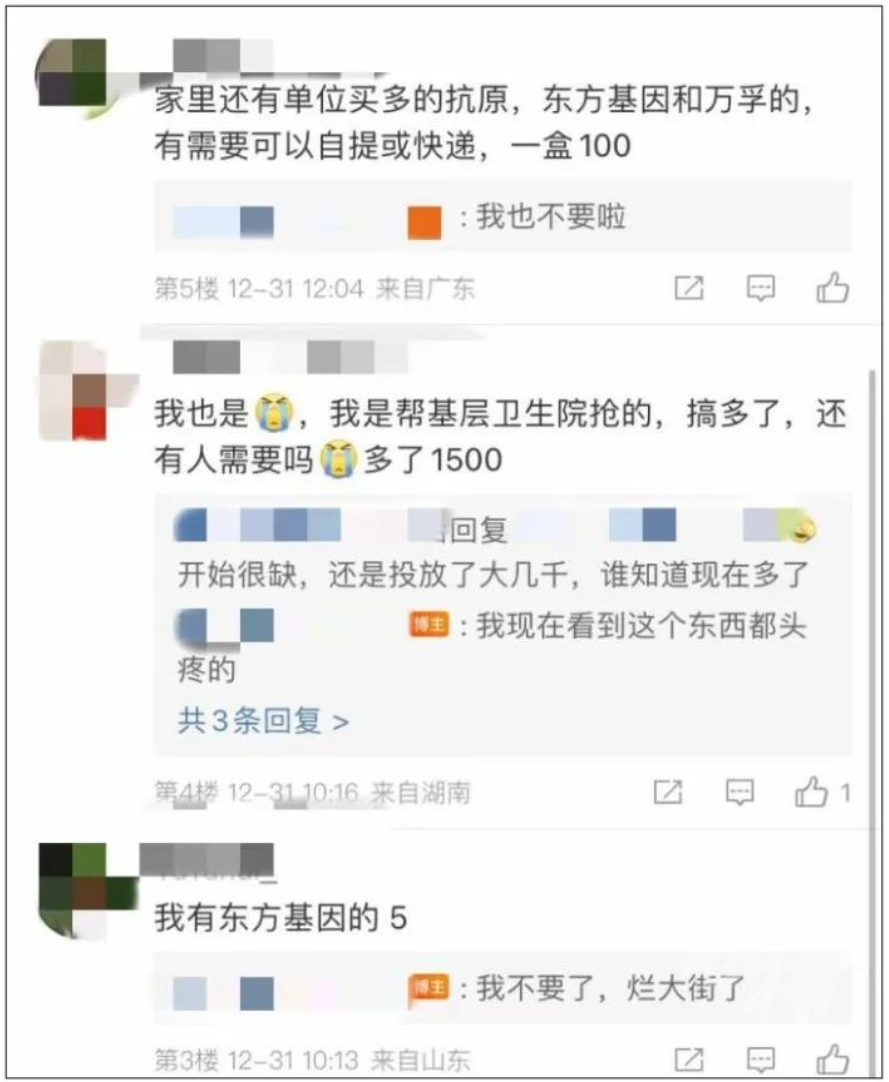 家里还有单位买多的抗原，东方基因和万孚的，
有需要可以自提或快递，一盒100
：我也不要啦
第5楼 12-31 12:04 来自广东
我也是😭，我是帮基层卫生院抢的，搞多了，还
有人需要吗😭多了1500
回复
开始很缺，还是投放了大几千，谁知道现在多了
博主：我现在看到这个东西都头
疼的
共3条回复 >
第4楼 12-31 10:16 来自湖南
1
我有东方基因的 5
博主：我不要了，烂大街了
第3楼 12-31 10:13 来自山东